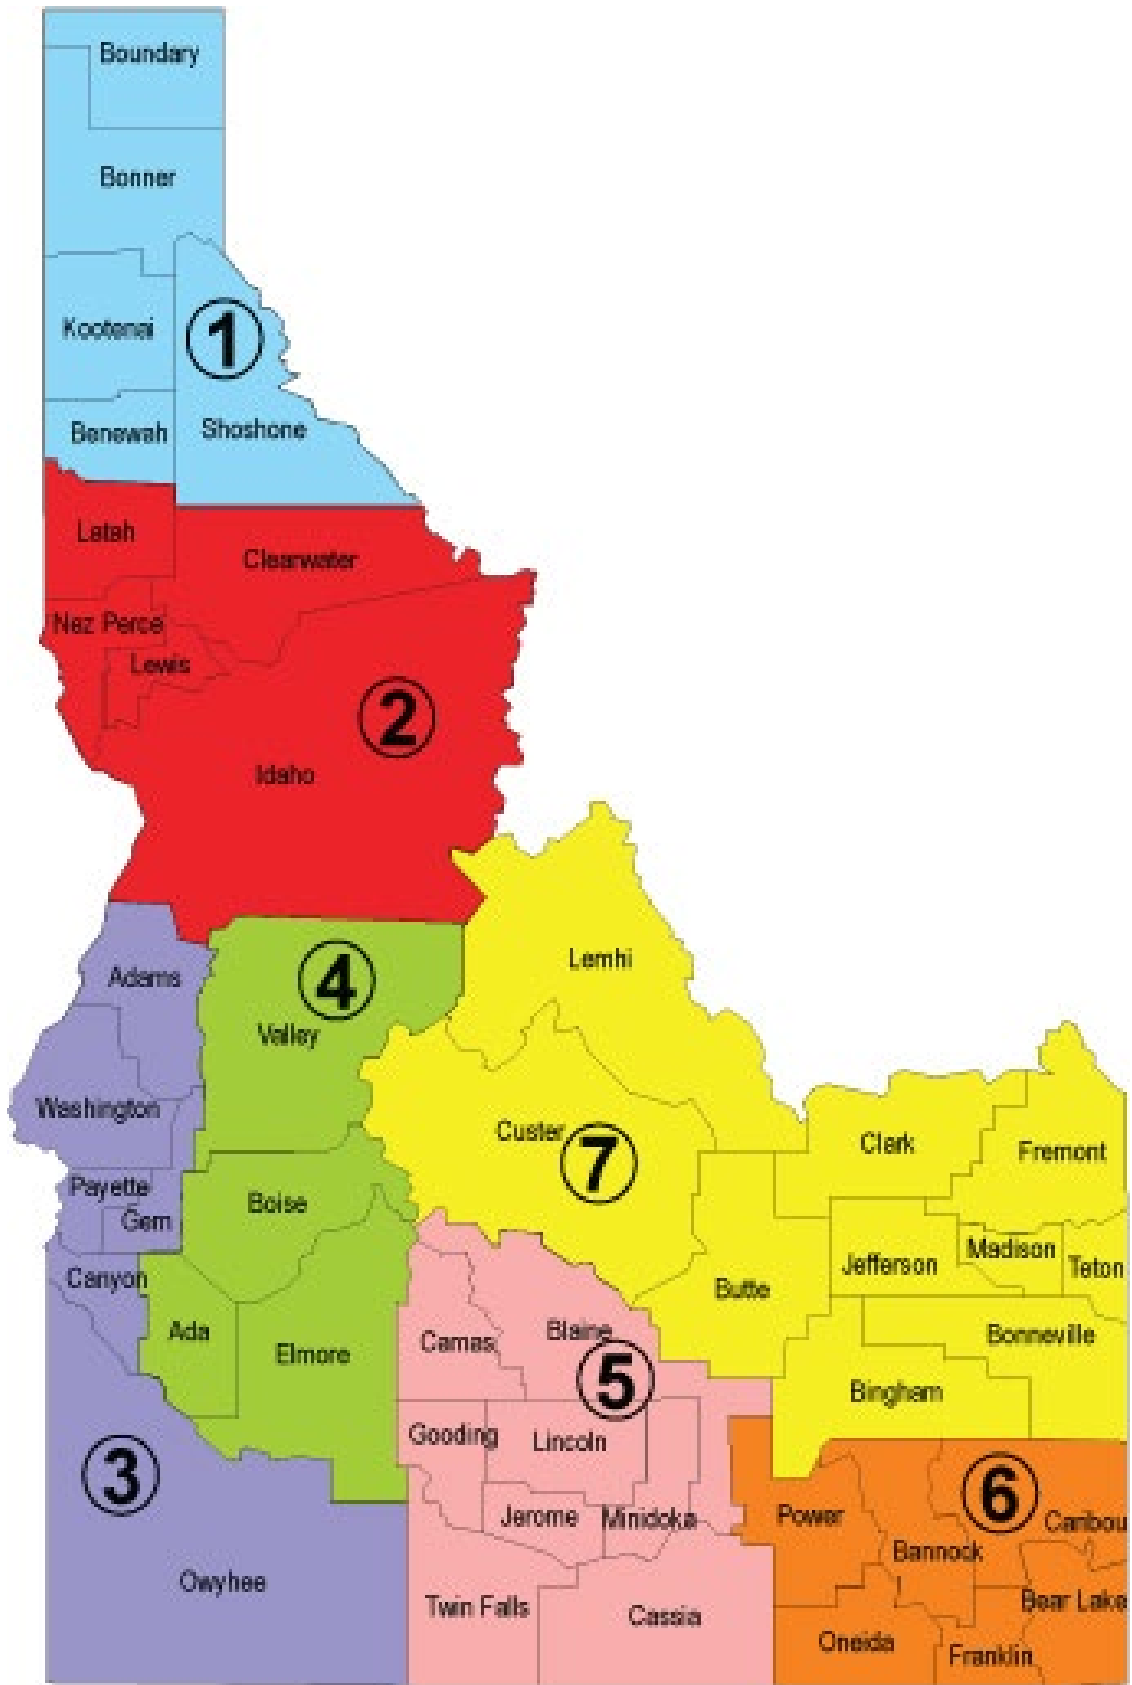 Boundary
Bonner
Kootenai
1
Benewah
Shoshone
Latah
Clearwater
Nez Perce
Lewis
2
Idaho
Lemhi
4
Adams
Valley
Washington
Custer
7
Clark
Fremont
Payette
Gem
Boise
Canyon
Jefferson
Madison
Teton
Butte
Ada
Elmore
Camas
Blaine
5
Bonneville
Bingham
Gooding
Lincoln
3
6
Jerome
Minidoka
Power
Caribou
Bannock
Owyhee
Twin Falls
Cassia
Bear Lake
Oneida
Franklin